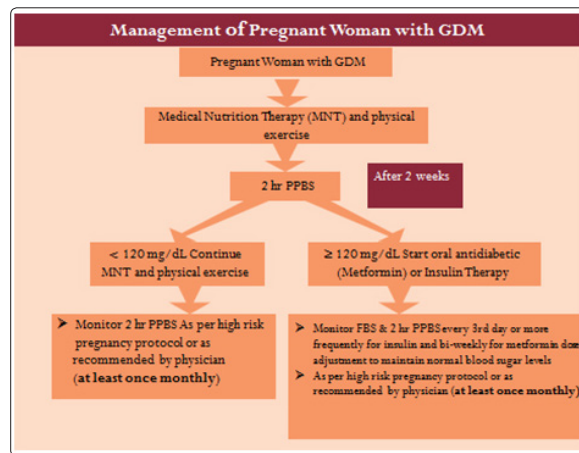 Management of Pregnant Woman with GDM
Pregnant Woman with GDM
Medical Nutrition Therapy (MNT) and physical
exercise
2 hr PPBS
After 2 weeks
< 120 mg/dL Continue
MNT and physical exercise
≥ 120 mg/dL Start oral antidiabetic
(Metformin) or Insulin Therapy
➤ Monitor 2 hr PPBS As per high risk
pregnancy protocol or as
recommended by physician
(at least once monthly)
➤ Monitor FBS & 2 hr PPBS every 3rd day or more
frequently for insulin and bi-weekly for metformin dose
adjustment to maintain normal blood sugar levels
➤ As per high risk pregnancy protocol or as
recommended by physician (at least once monthly)